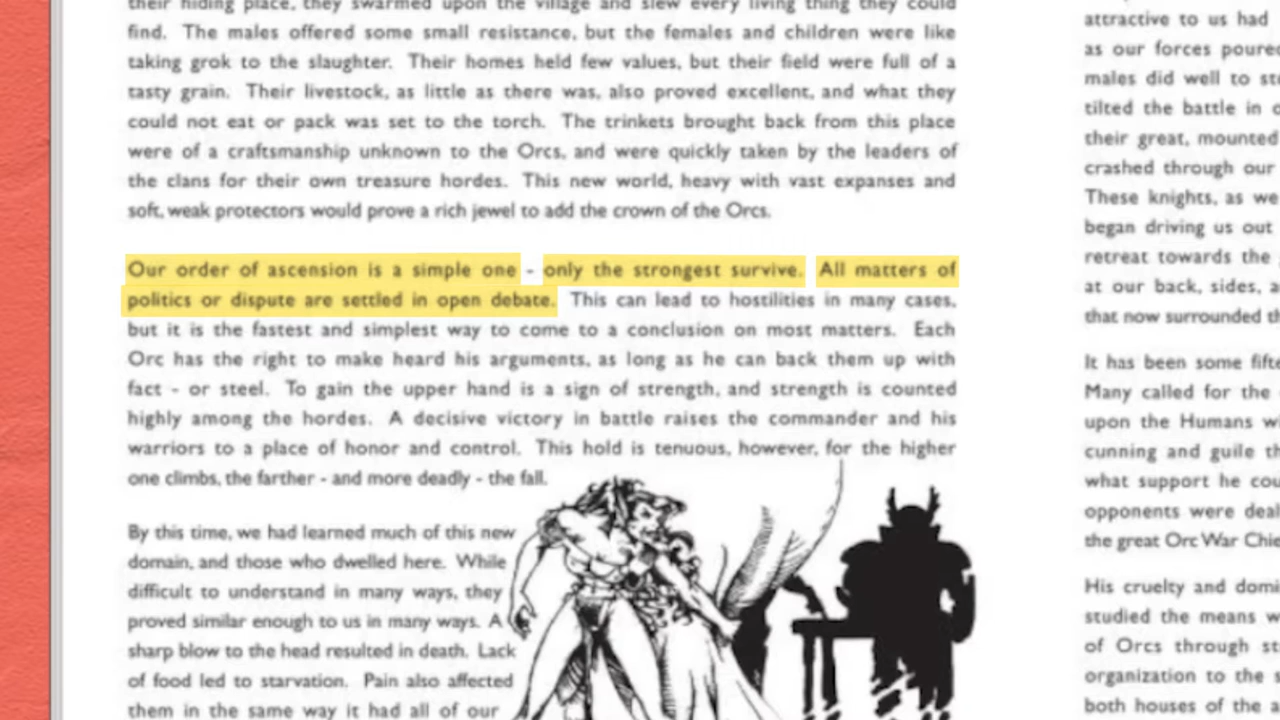 their hiding place, they swarmed upon the village and slew every living thing they could
find. The males offered some small resistance, but the females and children were like
taking grok to the slaughter. Their homes held few values, but their field were full of a
tasty grain. Their livestock, as little as there was, also proved excellent, and what they
could not eat or pack was set to the torch. The trinkets brought back from this place
were of a craftsmanship unknown to the Orcs, and were quickly taken by the leaders of
the clans for their own treasure hordes. This new world, heavy with vast expanses and
soft, weak protectors would prove a rich jewel to add the crown of the Orcs.
Our order of ascension is a simple one - only the strongest survive. All matters of
politics or dispute are settled in open debate. This can lead to hostilities in many cases,
but it is the fastest and simplest way to come to a conclusion on most matters. Each
Orc has the right to make heard his arguments, as long as he can back them up with
fact - or steel. To gain the upper hand is a sign of strength, and strength is counted
highly among the hordes. A decisive victory in battle raises the commander and his
warriors to a place of honor and control. This hold is tenuous, however, for the higher
one climbs, the farther - and more deadly - the fall.
By this time, we had learned much of this new
domain, and those who dwelled here. While
difficult to understand in many ways, they
proved similar enough to us in many ways. A
sharp blow to the head resulted in death. Lack
of food led to starvation. Pain also affected
them in the same way it had all of our
attractive to us had
as our forces poured
males did well to
tilted the battle in
their great, mounted
crashed through our
These knights, as we
began driving us out
retreat towards the
at our back, sides,
that now surrounded
It has been some
Many called for the
upon the Humans
cunning and guile
what support he
opponents were
the great Orc War
His cruelty and
studied the means
of Orcs through
organization to the
both houses of the